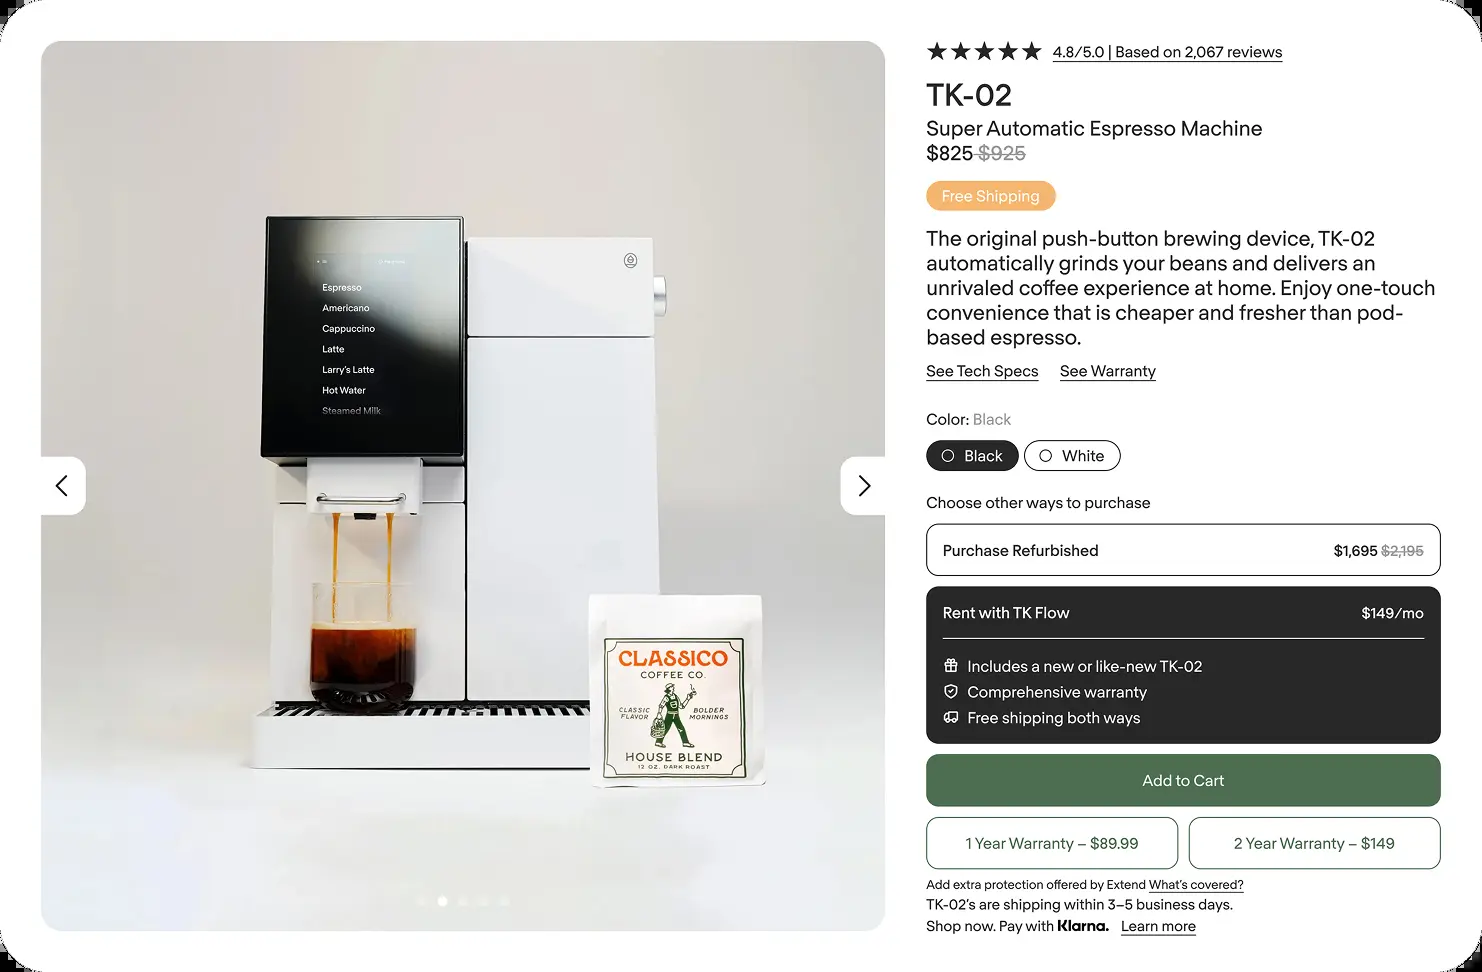 Espresso
Americano
Cappuccino
Latte
Larry's Latte
Hot Water
Steamed Milk
CLASSICO
COFFEE CO.
CLASSIC FLAVOR
BOLDER MORNINGS
HOUSE BLEND
12 OZ. DARK ROAST
4.8/5.0 | Based on 2,067 reviews
TK-02
Super Automatic Espresso Machine
$825 $925
Free Shipping
The original push-button brewing device, TK-02
automatically grinds your beans and delivers an
unrivaled coffee experience at home. Enjoy one-touch
convenience that is cheaper and fresher than pod-
based espresso.
See Tech Specs See Warranty
Color: Black
Black White
Choose other ways to purchase
Purchase Refurbished $1,695 $2,195
Rent with TK Flow $149/mo
Includes a new or like-new TK-02
Comprehensive warranty
Free shipping both ways
Add to Cart
1 Year Warranty – $89.99 2 Year Warranty – $149
Add extra protection offered by Extend What's covered?
TK-02's are shipping within 3–5 business days.
Shop now. Pay with Klarna. Learn more